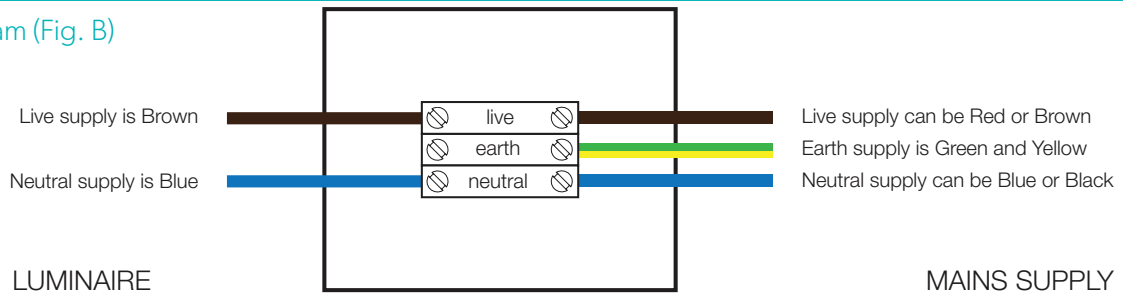 (Fig. B)
Live supply is Brown
live
Live supply can be Red or Brown
earth
Earth supply is Green and Yellow
Neutral supply is Blue
neutral
Neutral supply can be Blue or Black
LUMINAIRE
MAINS SUPPLY